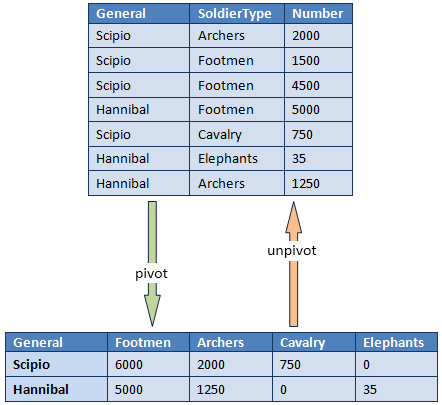 General SoldierType Number
Scipio Archers 2000
Scipio Footmen 1500
Scipio Footmen 4500
Hannibal Footmen 5000
Scipio Cavalry 750
Hannibal Elephants 35
Hannibal Archers 1250
unpivot
pivot
General Footmen Archers Cavalry Elephants
Scipio 6000 2000 750 0
Hannibal 5000 1250 0 35